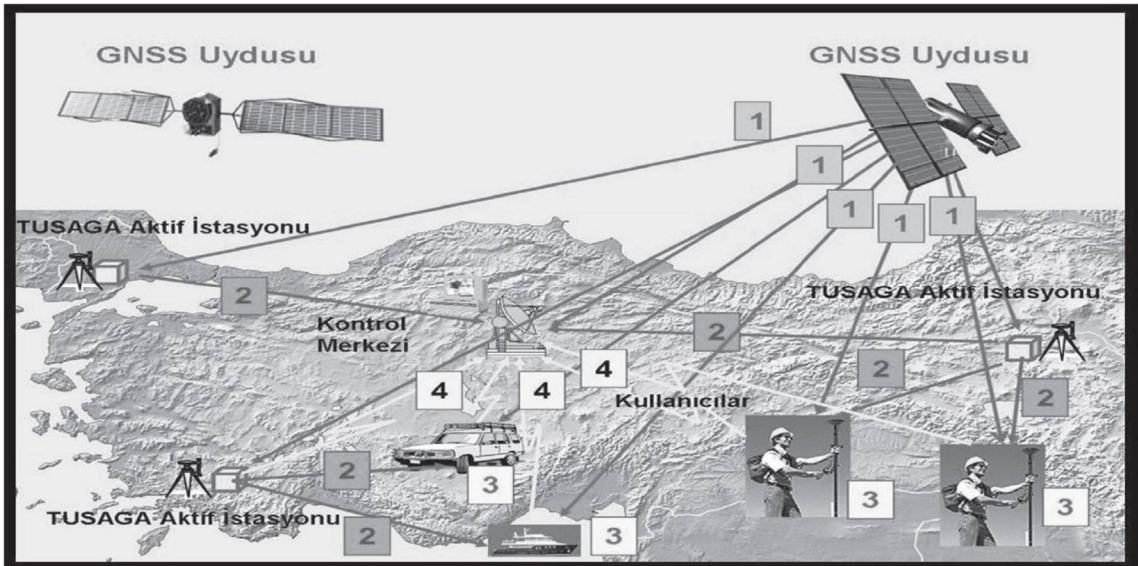 GNSS Uydusu
GNSS Uydusu
1
1
1
1
1
TUSAGA Aktif İstasyonu
2
Kontrol
Merkezi
TUSAGA Aktif İstasyonu
2
2
2
4
4
4
Kullanıcılar
2
3
3
3
TUSAGA Aktif İstasyonu
2
3